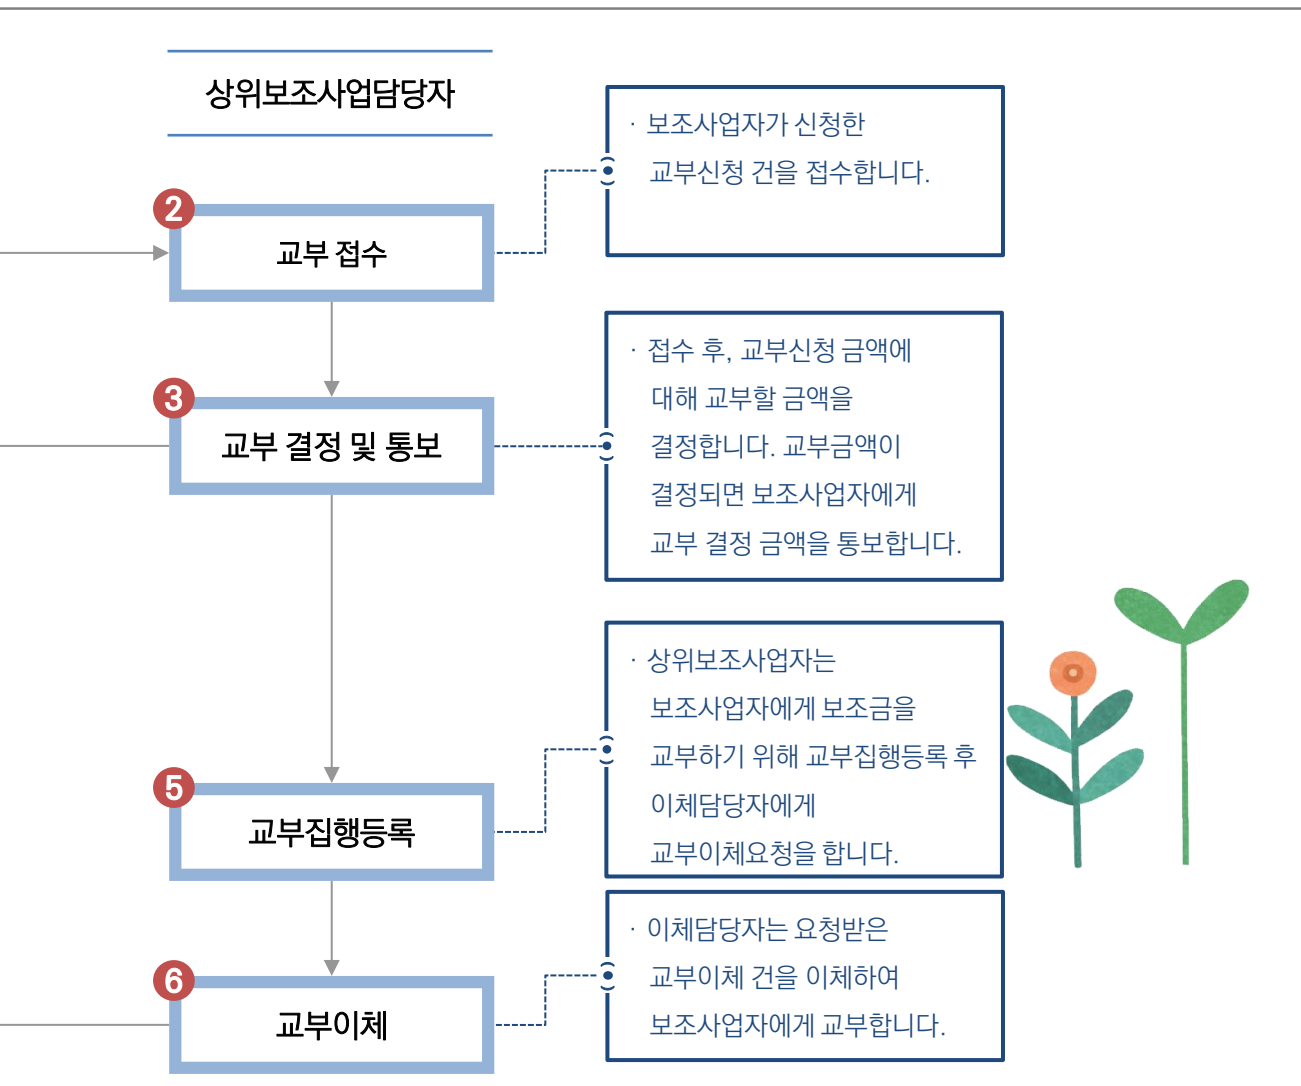 상위보조사업담당자
2
교부 접수
· 보조사업자가 신청한
교부신청 건을 접수합니다.
3
교부 결정 및 통보
· 접수 후, 교부신청 금액에
대해 교부할 금액을
결정합니다. 교부금액이
결정되면 보조사업자에게
교부 결정 금액을 통보합니다.
5
교부집행등록
· 상위보조사업자는
보조사업자에게 보조금을
교부하기 위해 교부집행등록 후
이체담당자에게
교부이체요청을 합니다.
6
교부이체
· 이체담당자는 요청받은
교부이체 건을 이체하여
보조사업자에게 교부합니다.